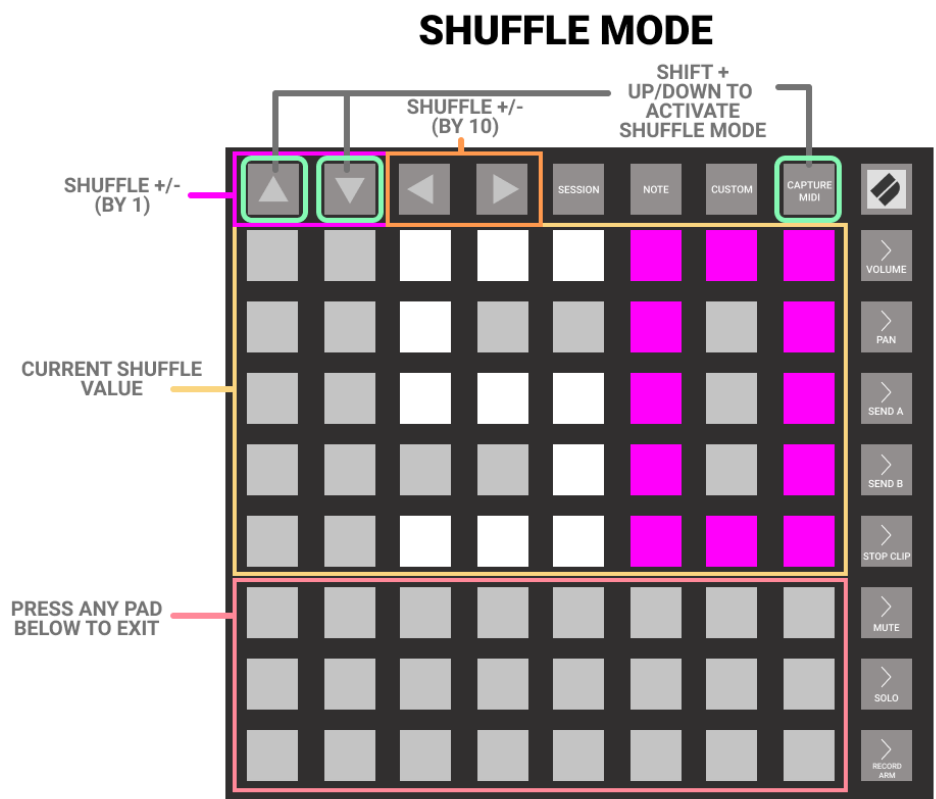 SHUFFLE MODE
SHIFT +
UP/DOWN TO
ACTIVATE
SHUFFLE MODE
SHUFFLE +/-
(BY 10)
SHUFFLE +/-
(BY 1)
SESSION
NOTE
CUSTOM
CAPTURE
MIDI
VOLUME
PAN
CURRENT SHUFFLE
VALUE
SEND A
SEND B
STOP CLIP
PRESS ANY PAD
BELOW TO EXIT
MUTE
SOLO
RECORD
ARM